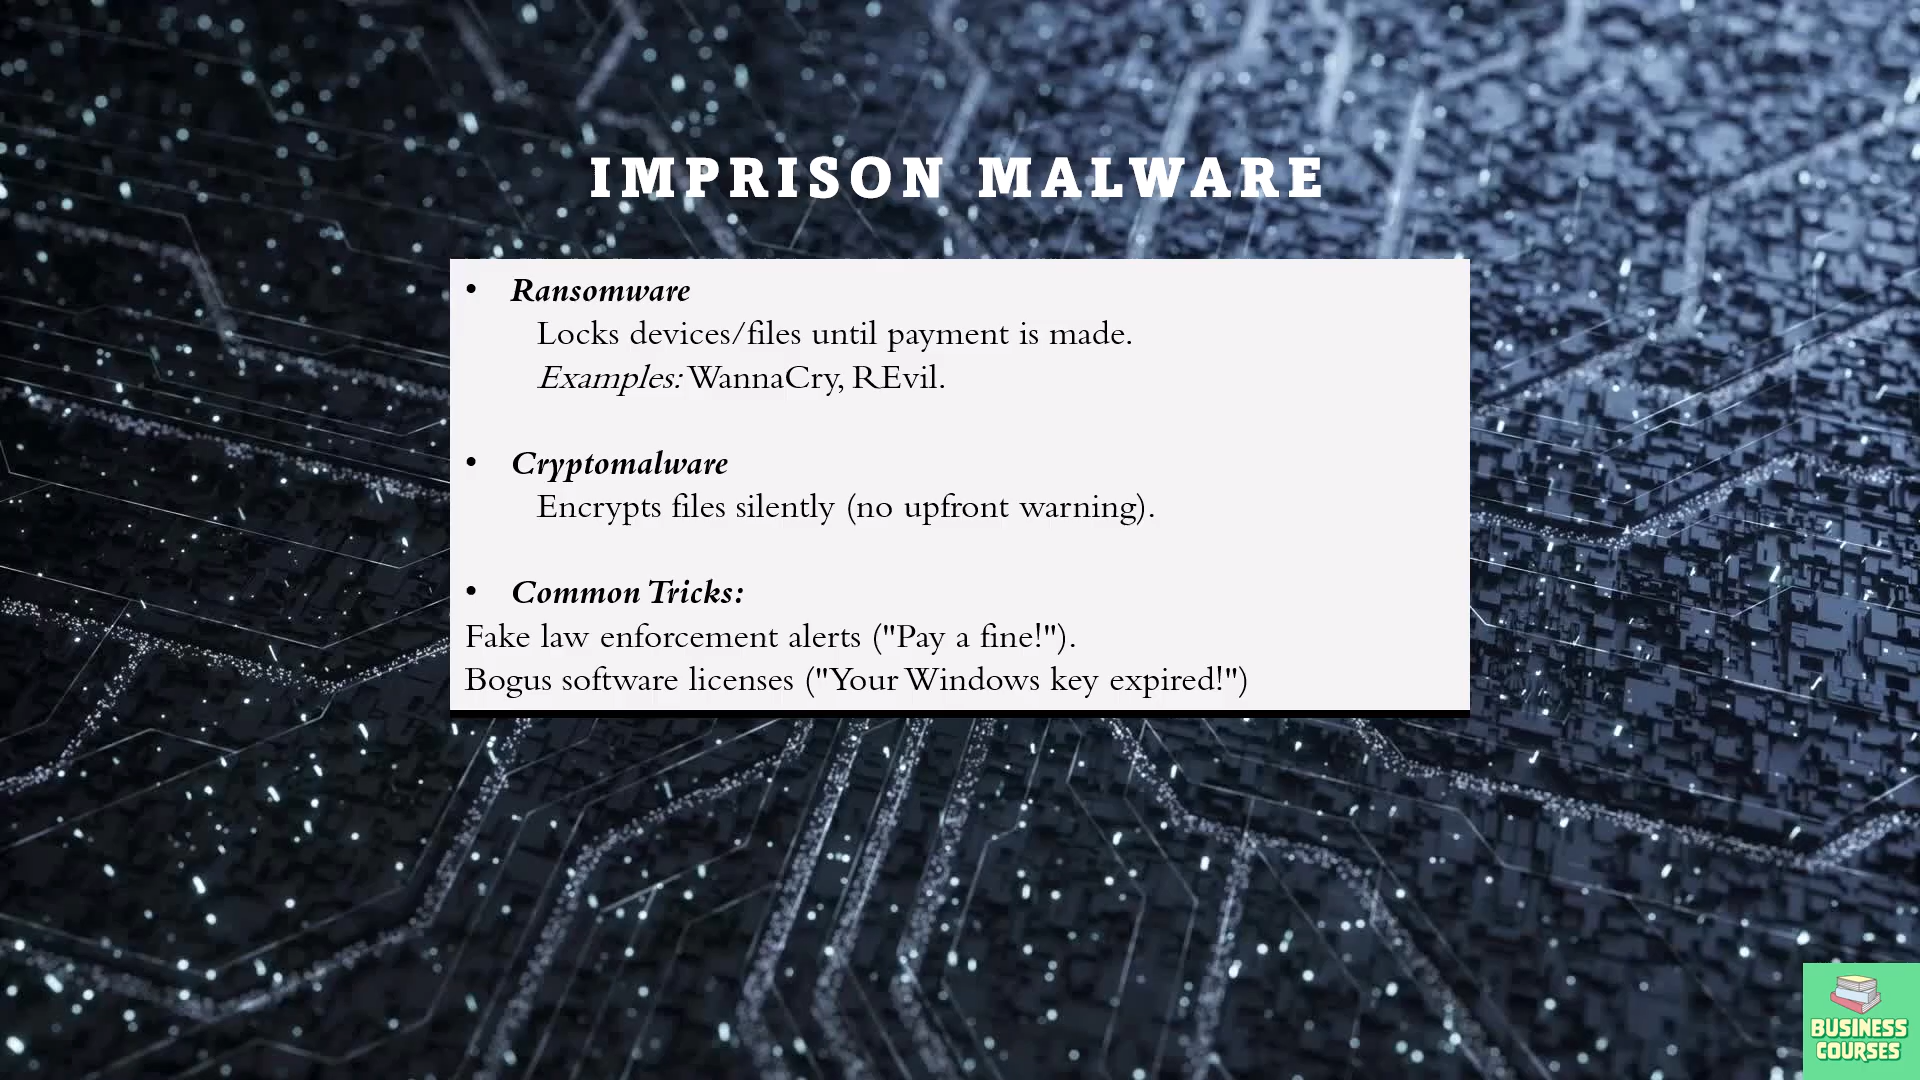 IMPRISON MALWARE
• Ransomware
Locks devices/files until payment is made.
Examples: WannaCry, REvil.
• Cryptomalware
Encrypts files silently (no upfront warning).
• Common Tricks:
Fake law enforcement alerts ("Pay a fine!").
Bogus software licenses ("Your Windows key expired!")
BUSINESS
COURSES